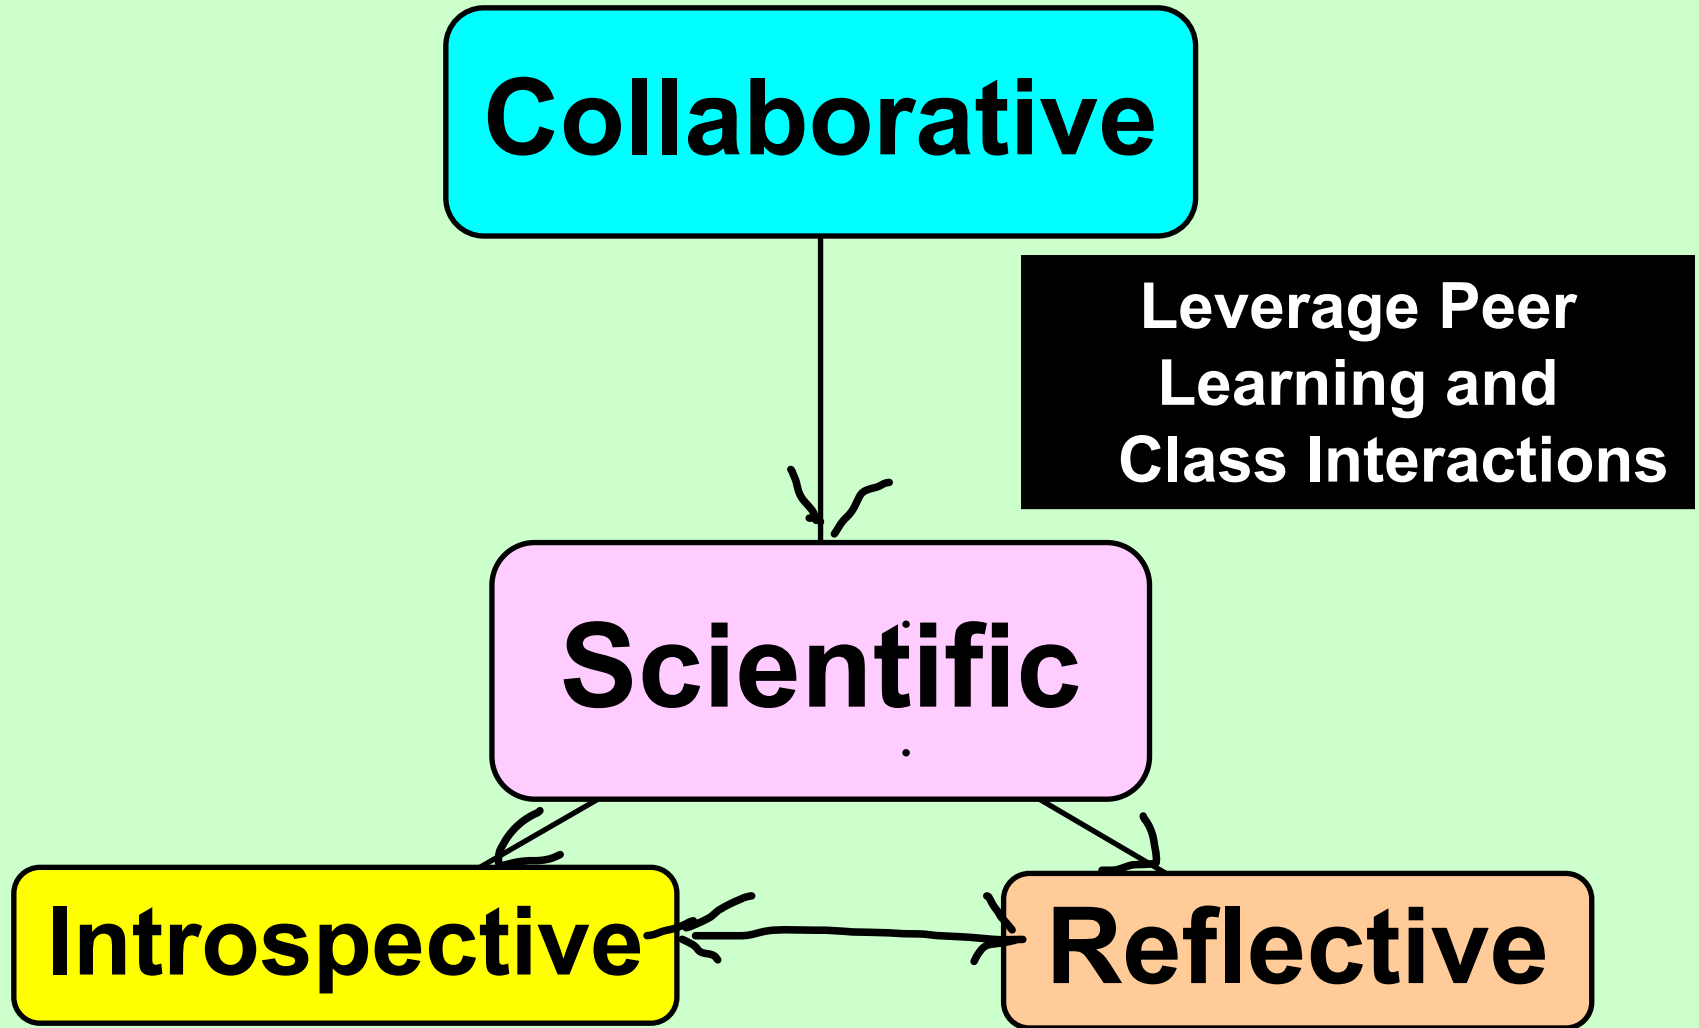 Collaborative
Leverage Peer
Learning and
Class Interactions
Scientific
Introspective
Reflective